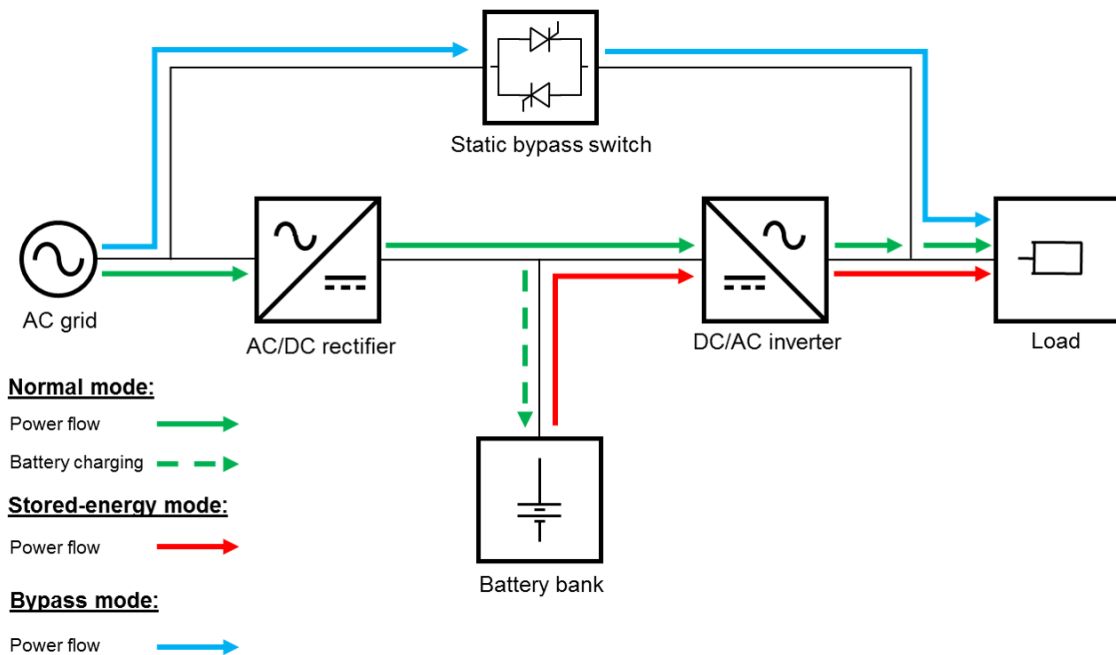 Static bypass switch
AC grid
AC/DC rectifier
DC/AC inverter
Load
Battery bank
Normal mode:
Power flow
Battery charging
Stored-energy mode:
Power flow
Bypass mode:
Power flow